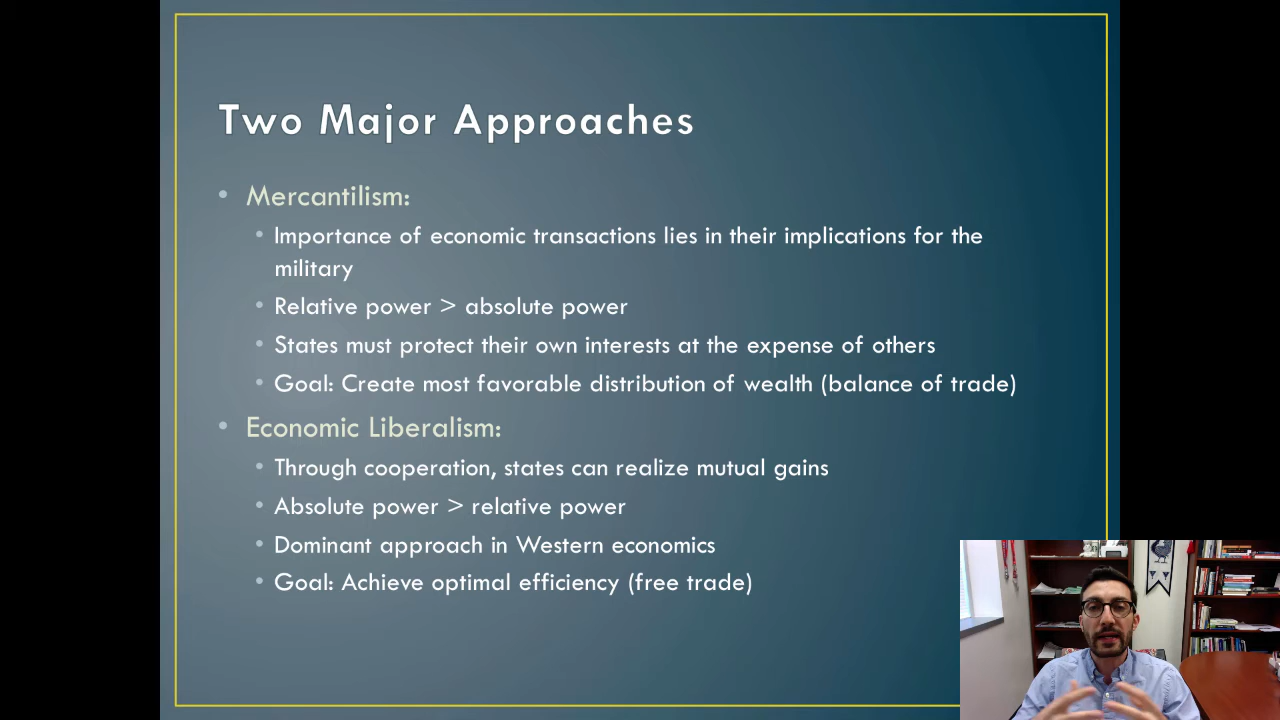 Two Major Approaches
• Mercantilism:
• Importance of economic transactions lies in their implications for the
military
• Relative power > absolute power
• States must protect their own interests at the expense of others
• Goal: Create most favorable distribution of wealth (balance of trade)
• Economic Liberalism:
• Through cooperation, states can realize mutual gains
• Absolute power > relative power
• Dominant approach in Western economics
• Goal: Achieve optimal efficiency (free trade)